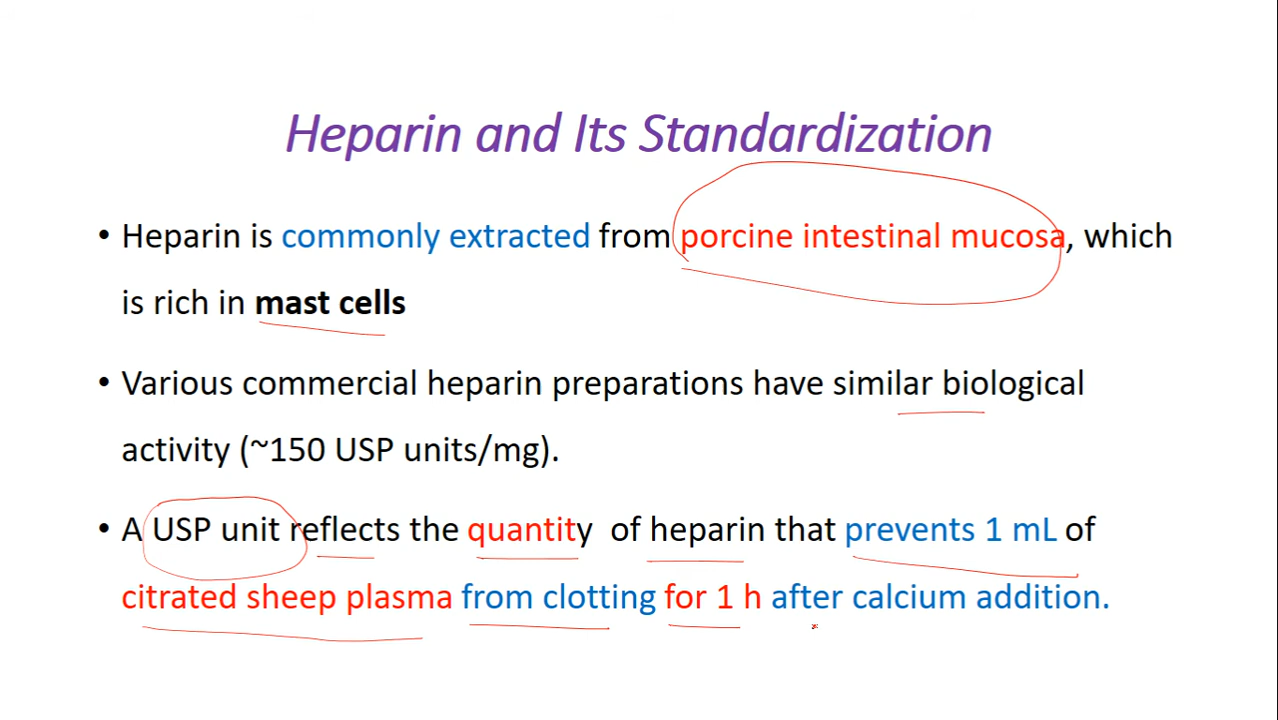 Heparin and Its Standardization
• Heparin is commonly extracted from porcine intestinal mucosa, which
is rich in mast cells
• Various commercial heparin preparations have similar biological
activity (~150 USP units/mg).
• A USP unit reflects the quantity of heparin that prevents 1 mL of
citrated sheep plasma from clotting for 1 h after calcium addition.